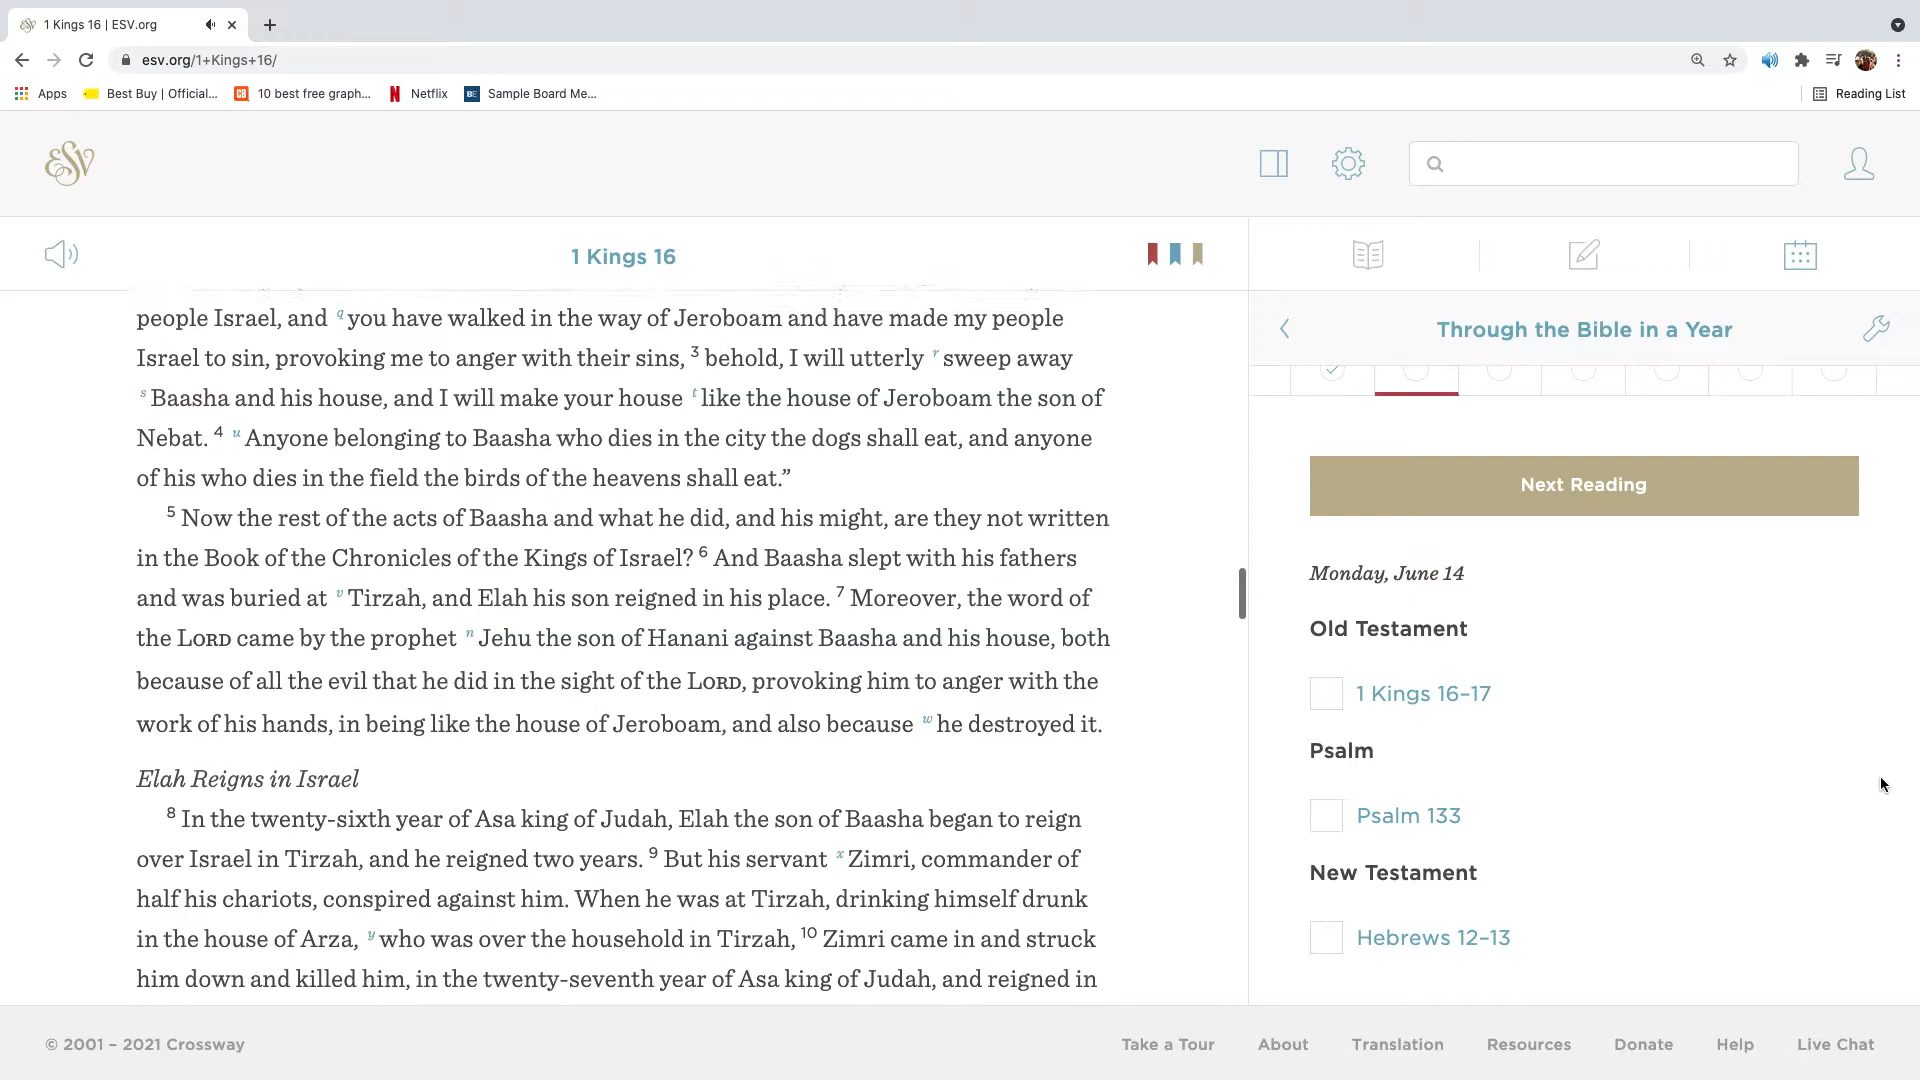 1 Kings 16 | ESV.org
esv.org/1+Kings+16/
Apps
Best Buy | Official...
CB
10 best free graph...
Netflix
BE
Sample Board Me...
Reading List
ESV
1 Kings 16
people Israel, and q you have walked in the way of Jeroboam and have made my people
Israel to sin, provoking me to anger with their sins, 3 behold, I will utterly r sweep away
s Baasha and his house, and I will make your house t like the house of Jeroboam the son of
Nebat. 4 u Anyone belonging to Baasha who dies in the city the dogs shall eat, and anyone
of his who dies in the field the birds of the heavens shall eat.”
5 Now the rest of the acts of Baasha and what he did, and his might, are they not written
in the Book of the Chronicles of the Kings of Israel? 6 And Baasha slept with his fathers
and was buried at v Tirzah, and Elah his son reigned in his place. 7 Moreover, the word of
the LORD came by the prophet n Jehu the son of Hanani against Baasha and his house, both
because of all the evil that he did in the sight of the LORD, provoking him to anger with the
work of his hands, in being like the house of Jeroboam, and also because w he destroyed it.
Elah Reigns in Israel
8 In the twenty-sixth year of Asa king of Judah, Elah the son of Baasha began to reign
over Israel in Tirzah, and he reigned two years. 9 But his servant x Zimri, commander of
half his chariots, conspired against him. When he was at Tirzah, drinking himself drunk
in the house of Arza, y who was over the household in Tirzah, 10 Zimri came in and struck
him down and killed him, in the twenty-seventh year of Asa king of Judah, and reigned in
Through the Bible in a Year
Next Reading
Monday, June 14
Old Testament
1 Kings 16–17
Psalm
Psalm 133
New Testament
Hebrews 12–13
© 2001 – 2021 Crossway
Take a Tour
About
Translation
Resources
Donate
Help
Live Chat